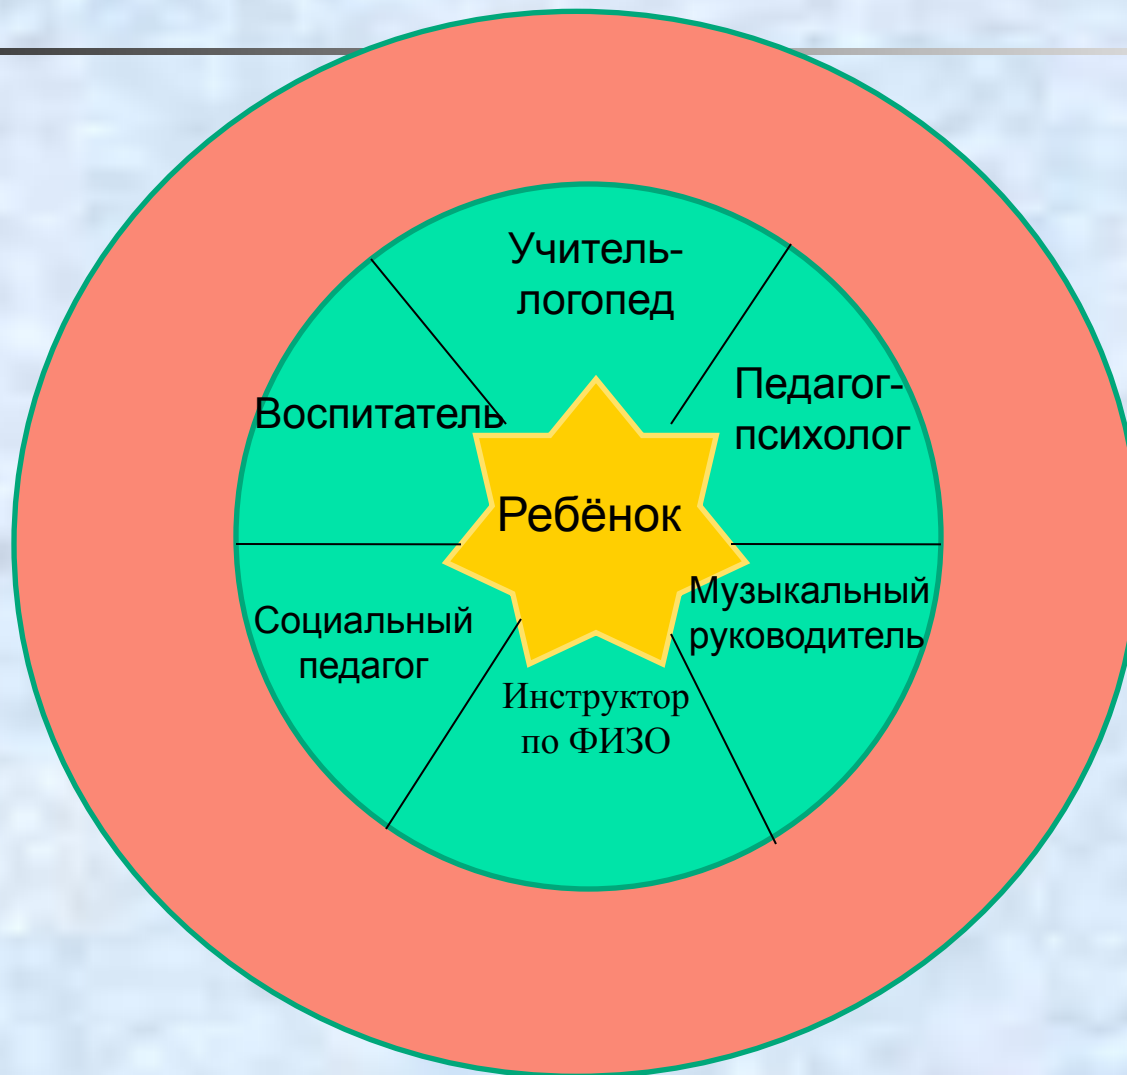 Учитель-
логопед
Педагог-
психолог
Воспитатель
Ребёнок
Музыкальный
руководитель
Социальный
педагог
Инструктор
по ФИЗО